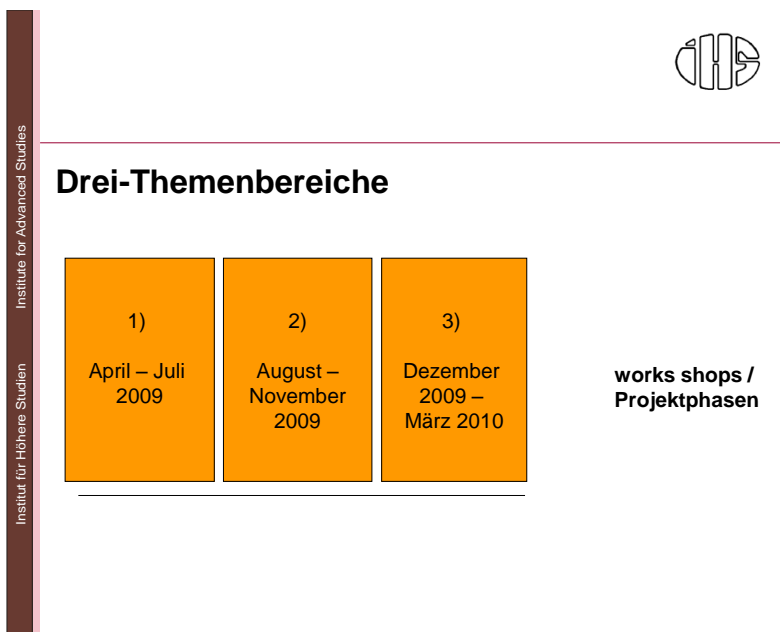 IHS
Institut für Höhere Studien Institute for Advanced Studies
Drei-Themenbereiche
1)
April – Juli
2009
2)
August –
November
2009
3)
Dezember
2009 –
März 2010
works shops /
Projektphasen